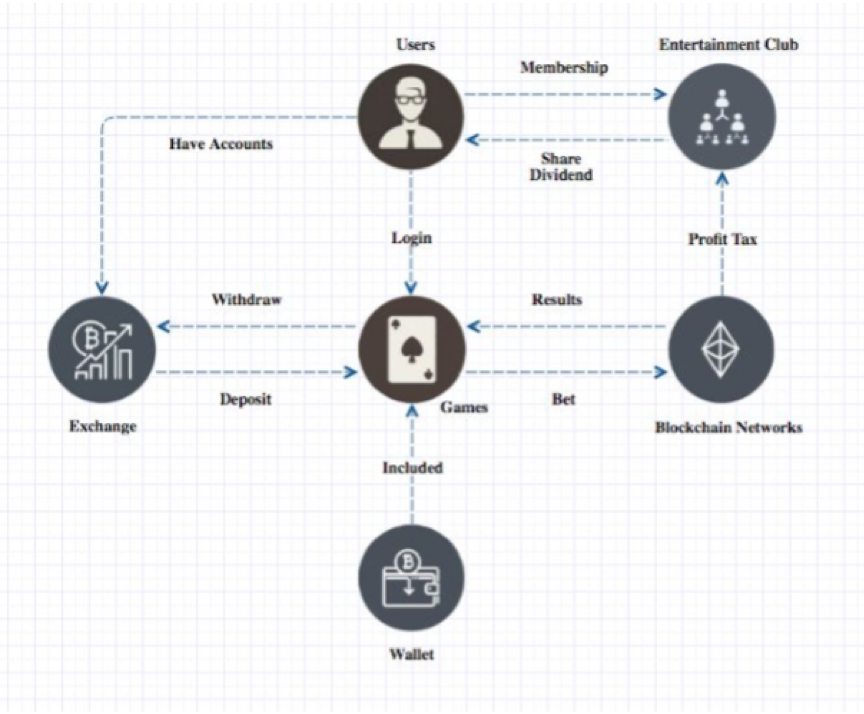 Users
Entertainment Club
Membership
Have Accounts
Share
Dividend
Login
Profit Tax
Withdraw
Results
Deposit
Games
Bet
Exchange
Blockchain Networks
Included
Wallet